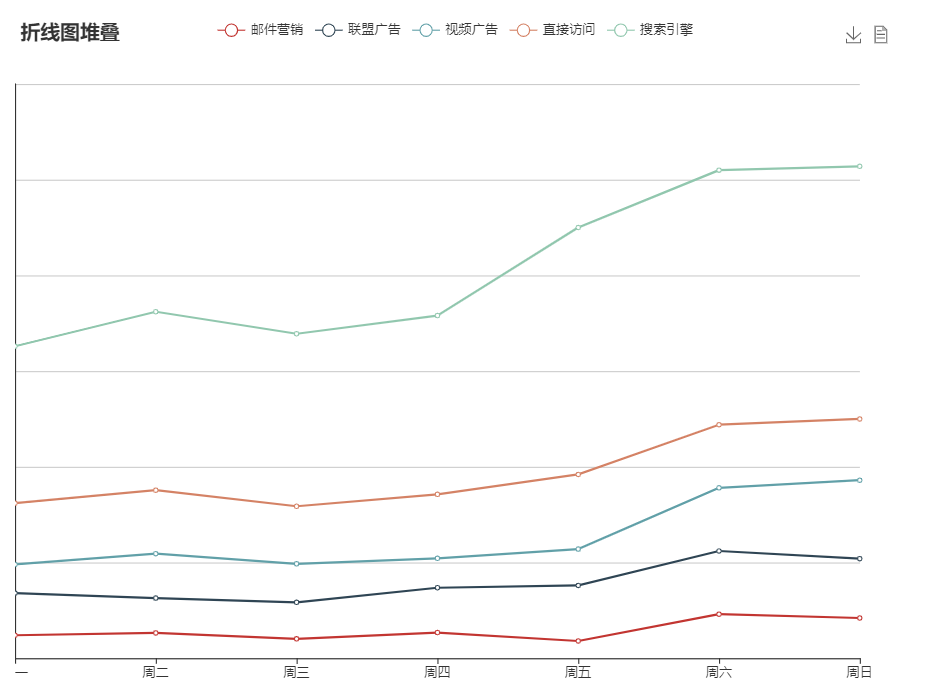 折线图堆叠
邮件营销 联盟广告 视频广告 直接访问 搜索引擎
一 周二 周三 周四 周五 周六 周日